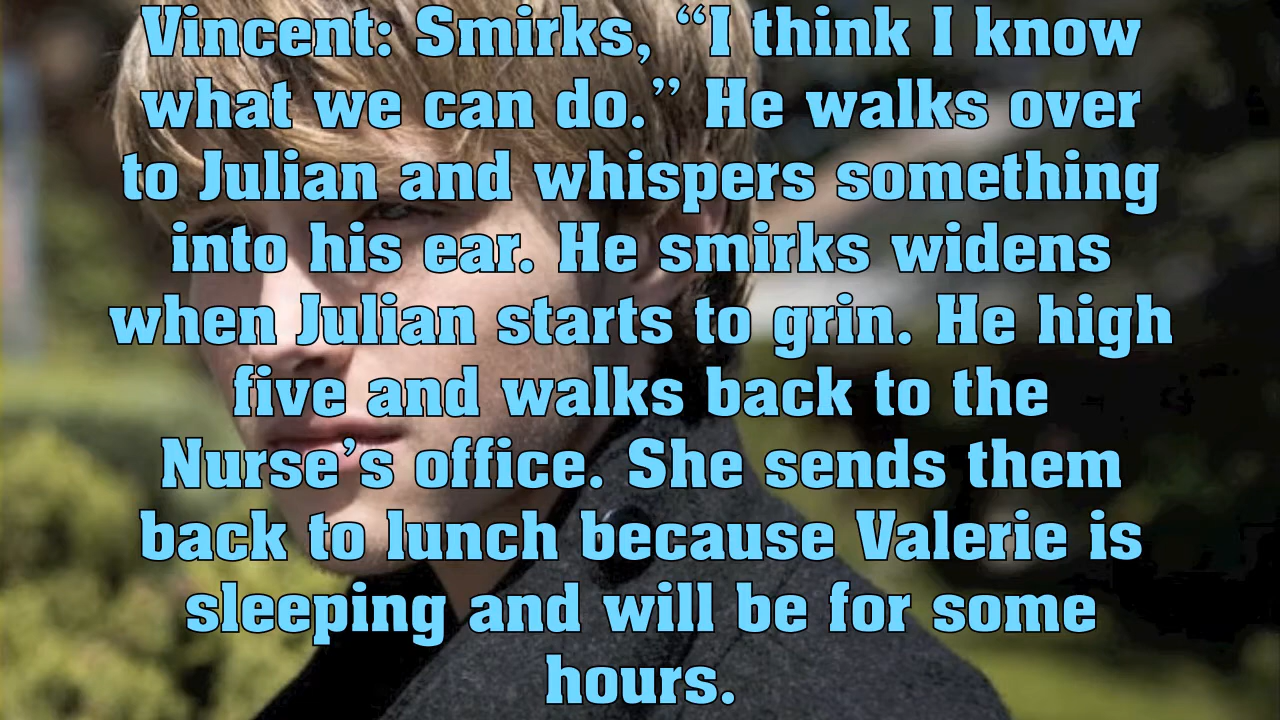 Vincent: Smirks, “I think I know
what we can do.” He walks over
to Julian and whispers something
into his ear. He smirks widens
when Julian starts to grin. He high
five and walks back to the
Nurse’s office. She sends them
back to lunch because Valerie is
sleeping and will be for some
hours.